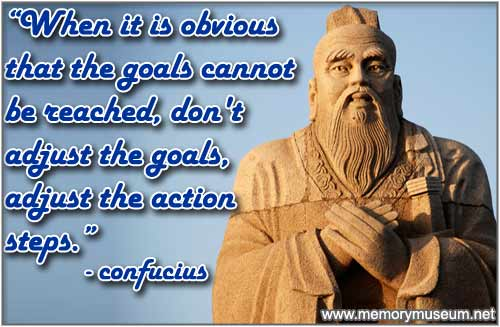 “When it is obvious
that the goals cannot
be reached, don't
adjust the goals,
adjust the action
steps.”
- confucius
www.memorymuseum.net